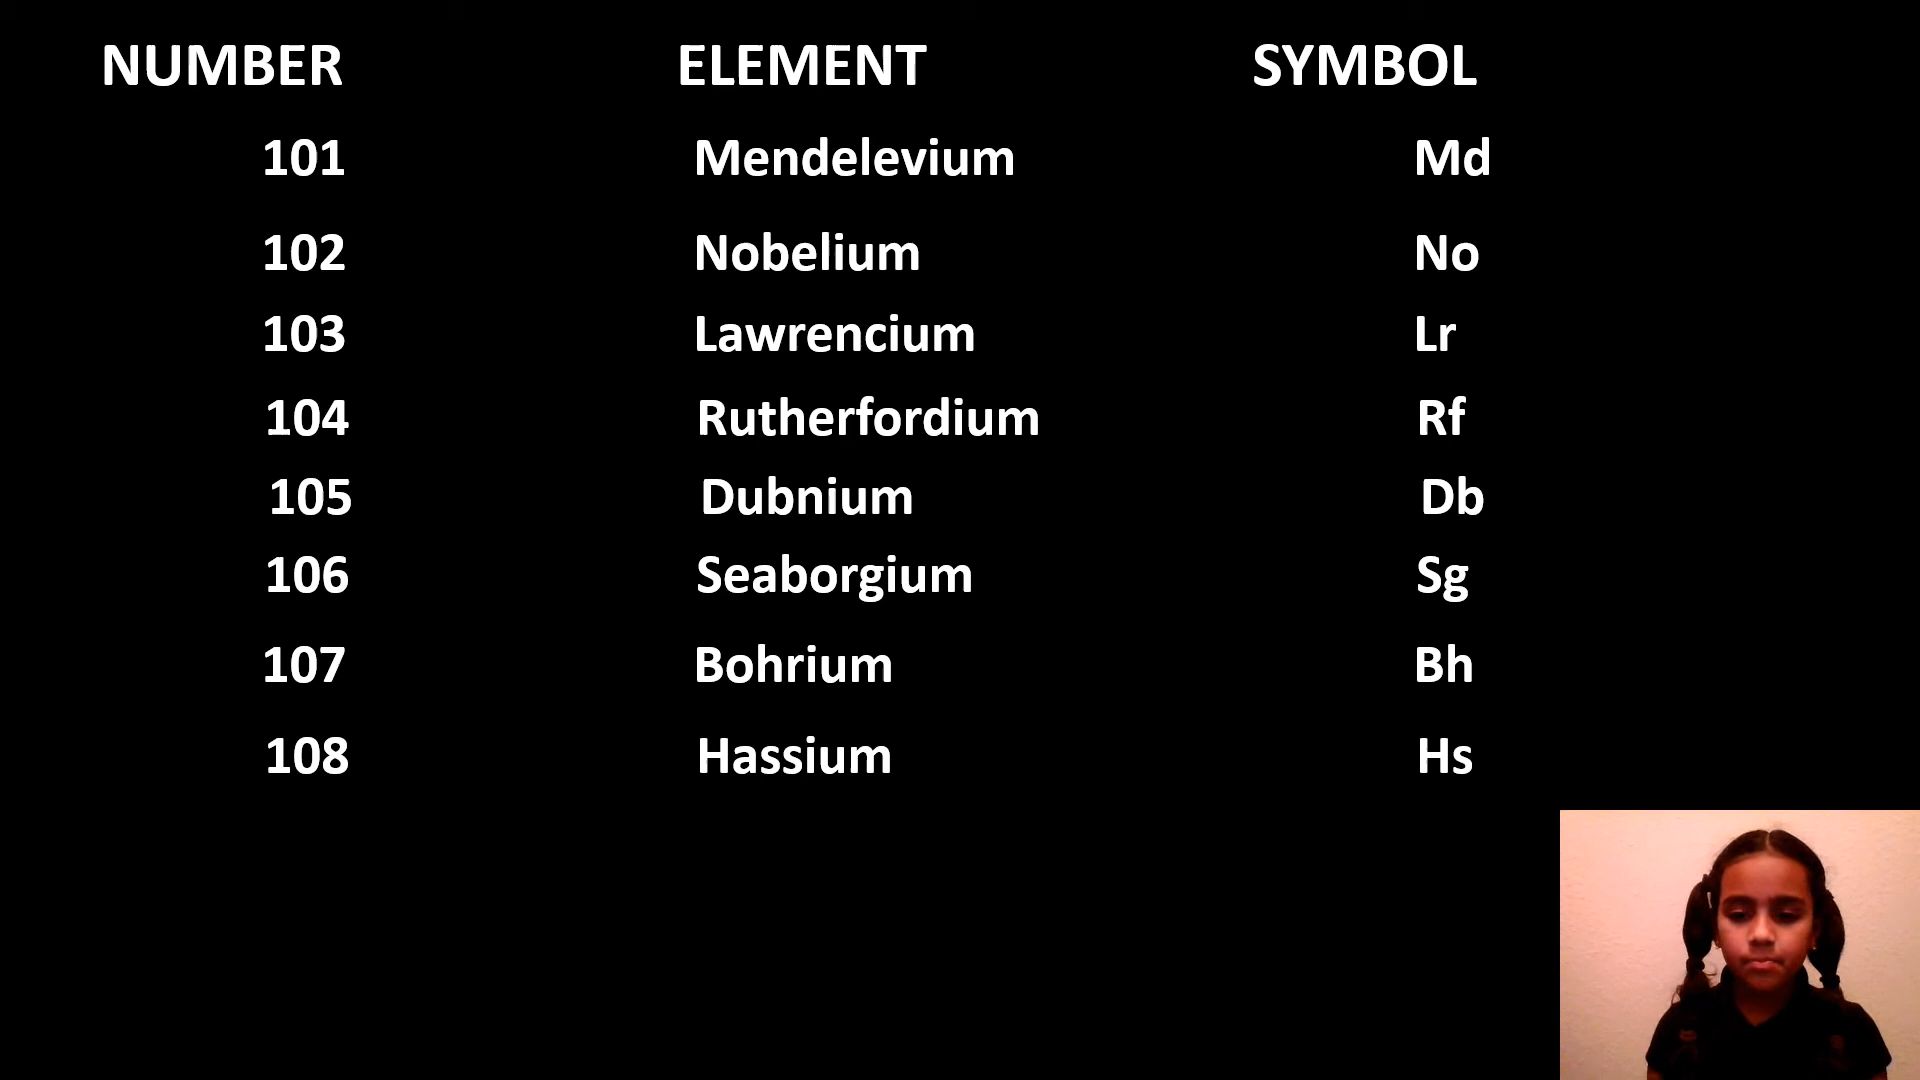 NUMBER ELEMENT SYMBOL
101 Mendelevium Md
102 Nobelium No
103 Lawrencium Lr
104 Rutherfordium Rf
105 Dubnium Db
106 Seaborgium Sg
107 Bohrium Bh
108 Hassium Hs